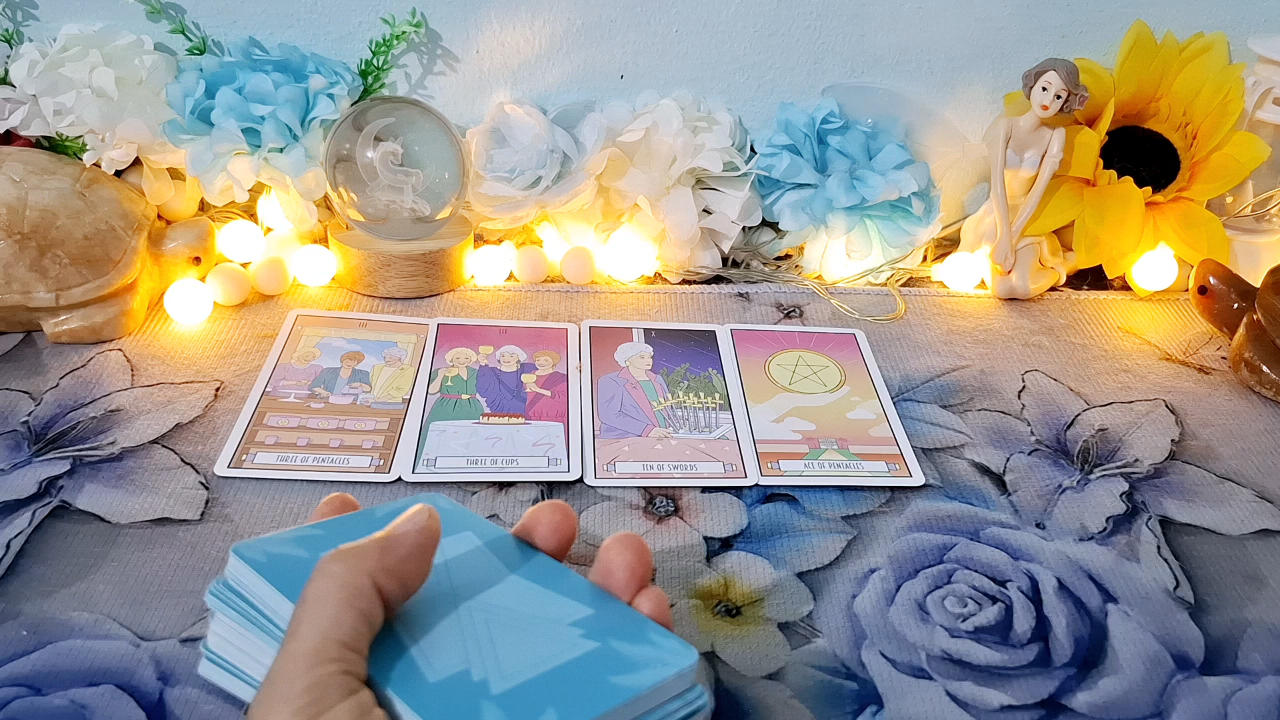 III
THREE OF PENTACLES
III
THREE OF CUPS
X
TEN OF SWORDS
ACE OF PENTACLES